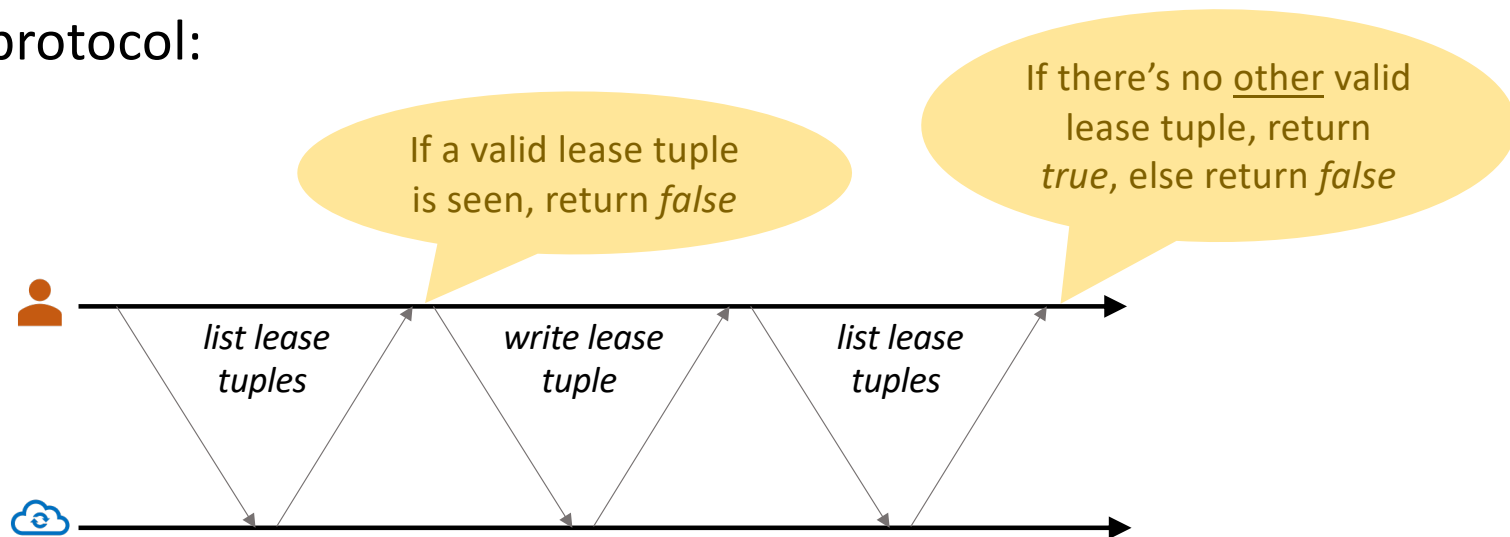 protocol:
If a valid lease tuple
is seen, return false
If there’s no other valid
lease tuple, return
true, else return false
list lease
tuples
write lease
tuple
list lease
tuples